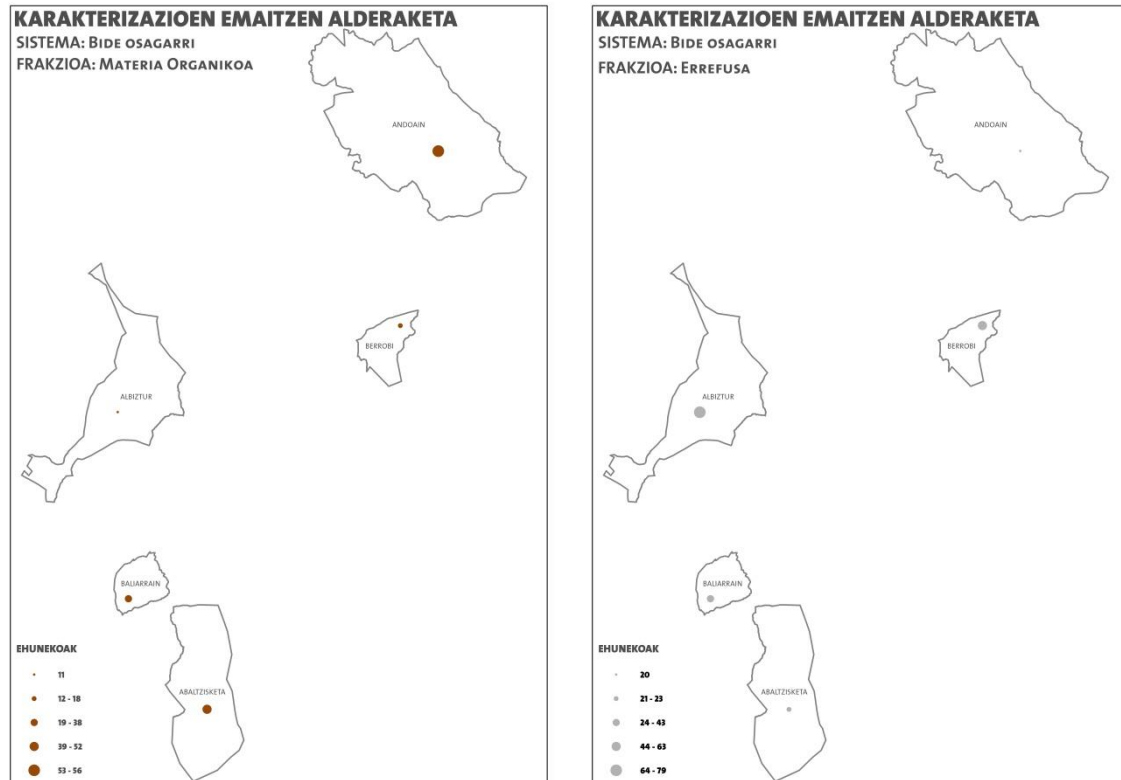 KARAKTERIZAZIOEN EMAITZEN ALDERAKETA
SISTEMA: BIDE OSAGARRI
FRAKZIOA: MATERIA ORGANIKOA
ANDOAIN
BERROBI
ALBIZTUR
BALIARRAIN
ABALTZISKETA
EHUNEKOAK
11
12 - 18
19 - 38
39 - 52
53 - 56
KARAKTERIZAZIOEN EMAITZEN ALDERAKETA
SISTEMA: BIDE OSAGARRI
FRAKZIOA: ERREFUSA
ANDOAIN
BERROBI
ALBIZTUR
BALIARRAIN
ABALTZISKETA
EHUNEKOAK
20
21 - 23
24 - 43
44 - 63
64 - 79